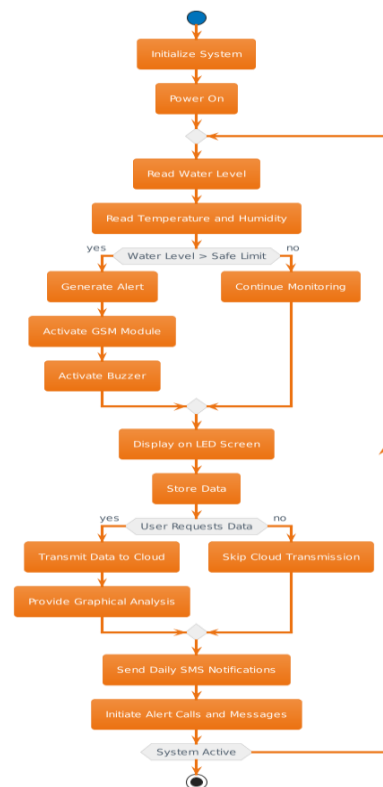 Initialize System
Power On
Read Water Level
Read Temperature and Humidity
yes
Water Level > Safe Limit
no
Generate Alert
Continue Monitoring
Activate GSM Module
Activate Buzzer
Display on LED Screen
Store Data
yes
User Requests Data
no
Transmit Data to Cloud
Skip Cloud Transmission
Provide Graphical Analysis
Send Daily SMS Notifications
Initiate Alert Calls and Messages
System Active